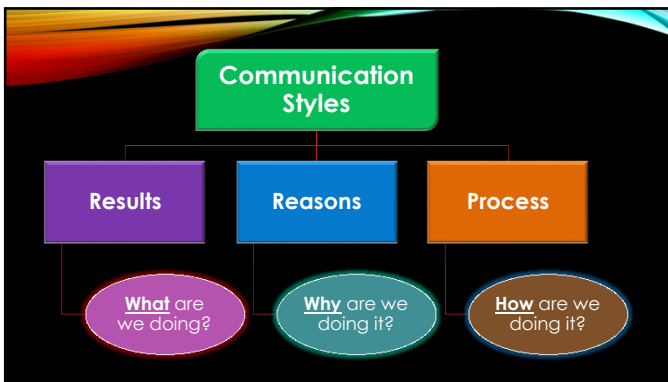 Communication
Styles
Results
Reasons
Process
What are
we doing?
Why are we
doing it?
How are we
doing it?